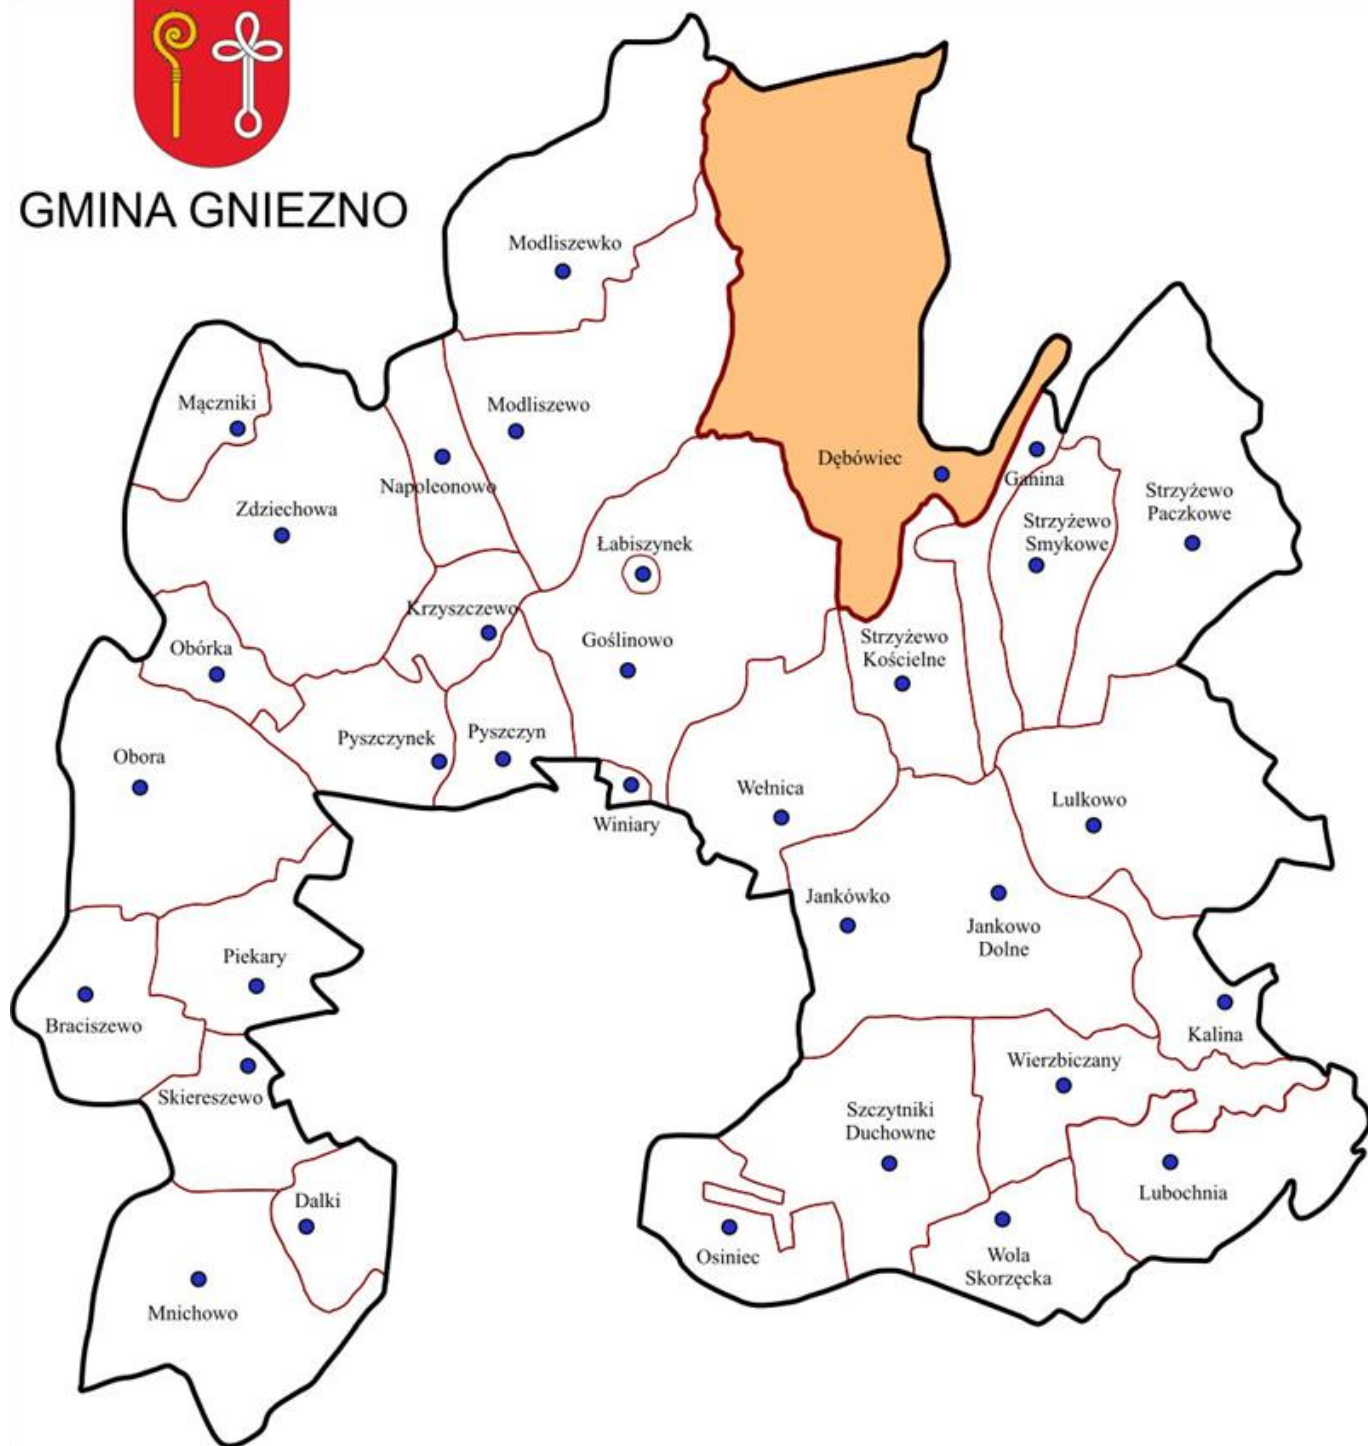 GMINA GNIEZNO
Modliszewko
Mączniki
Modliszewo
Dębówiec
Napoleonowo
Ganina
Strzyżewo
Paczkowe
Zdziechowa
Strzyżewo
Smykowe
Łabiszynek
Krzyszczewo
Goślinowo
Strzyżewo
Kościelne
Obórka
Pyszczynek
Pyszczyn
Obora
Wełnica
Lulkowo
Winiary
Jankówko
Jankowo
Dolne
Piekary
Braciszewo
Kalina
Wierzbiczany
Skiereszewo
Szczytniki
Duchowne
Lubochnia
Dalki
Osiniec
Wola
Skorzęcka
Mnichowo